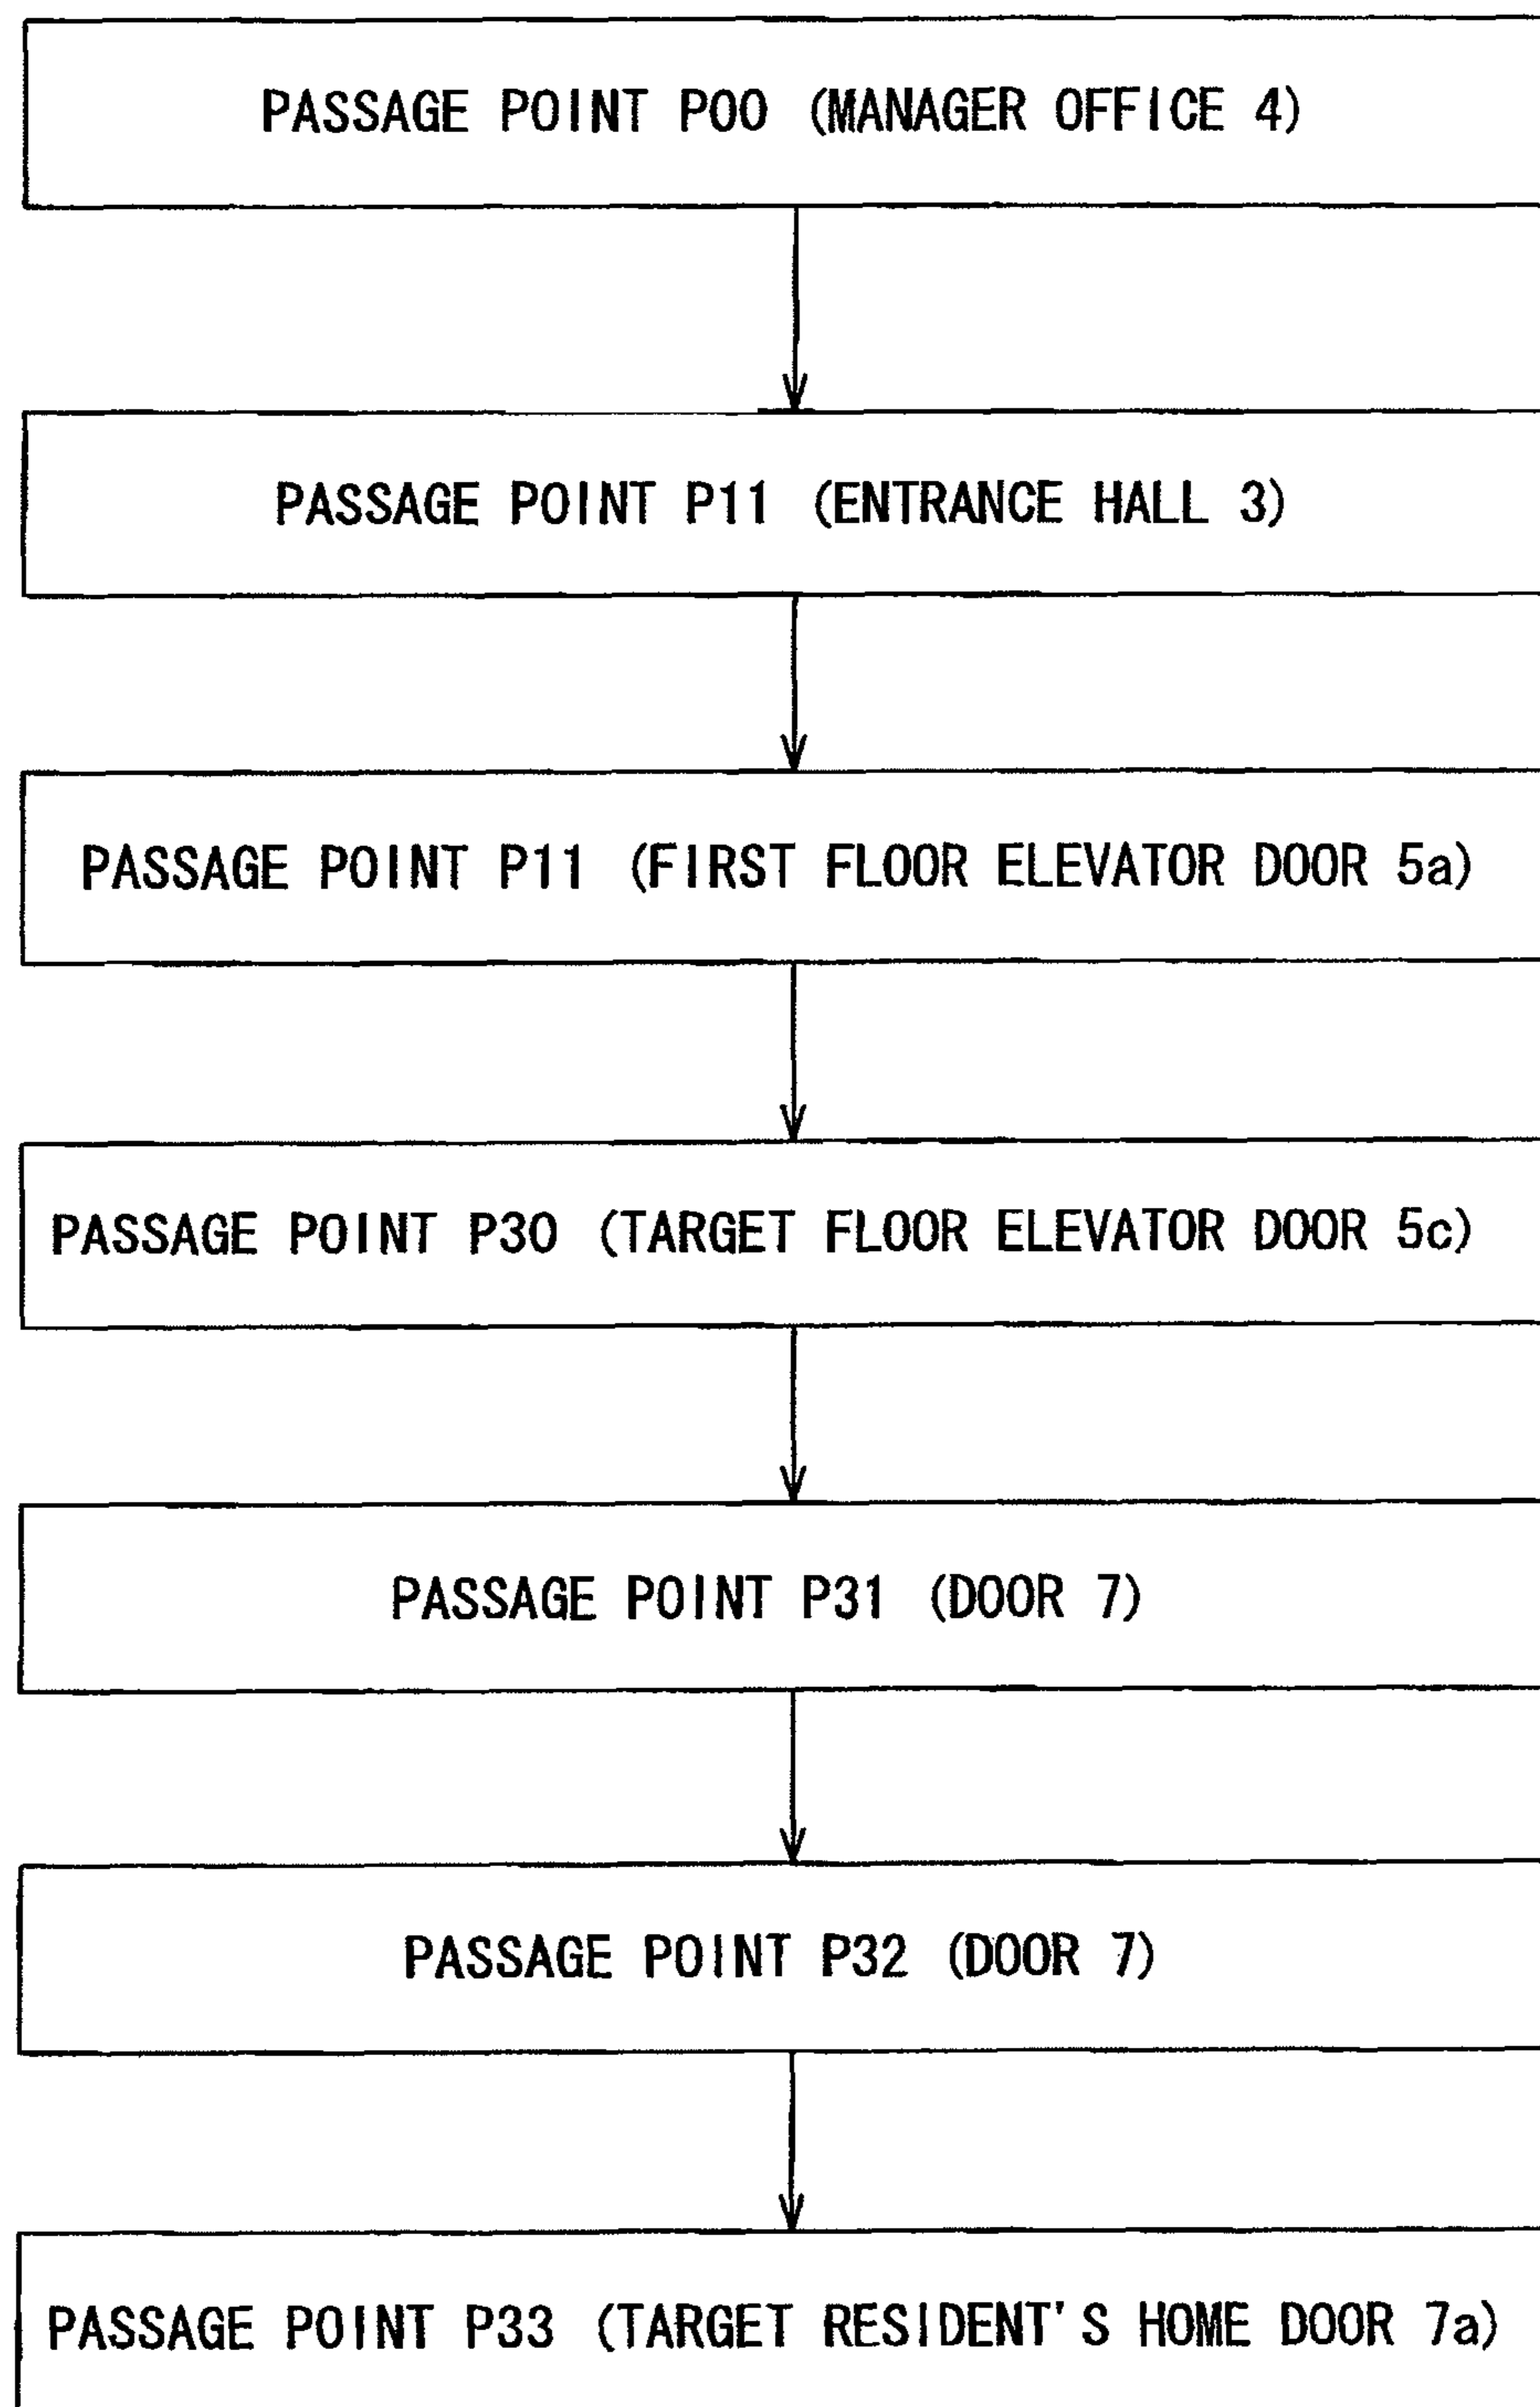 PASSAGE POINT P00 (MANAGER OFFICE 4)
PASSAGE POINT P11 (ENTRANCE HALL 3)
PASSAGE POINT P11 (FIRST FLOOR ELEVATOR DOOR 5a)
PASSAGE POINT P30 (TARGET FLOOR ELEVATOR DOOR 5c)
PASSAGE POINT P31 (DOOR 7)
PASSAGE POINT P32 (DOOR 7)
PASSAGE POINT P33 (TARGET RESIDENT'S HOME DOOR 7a)